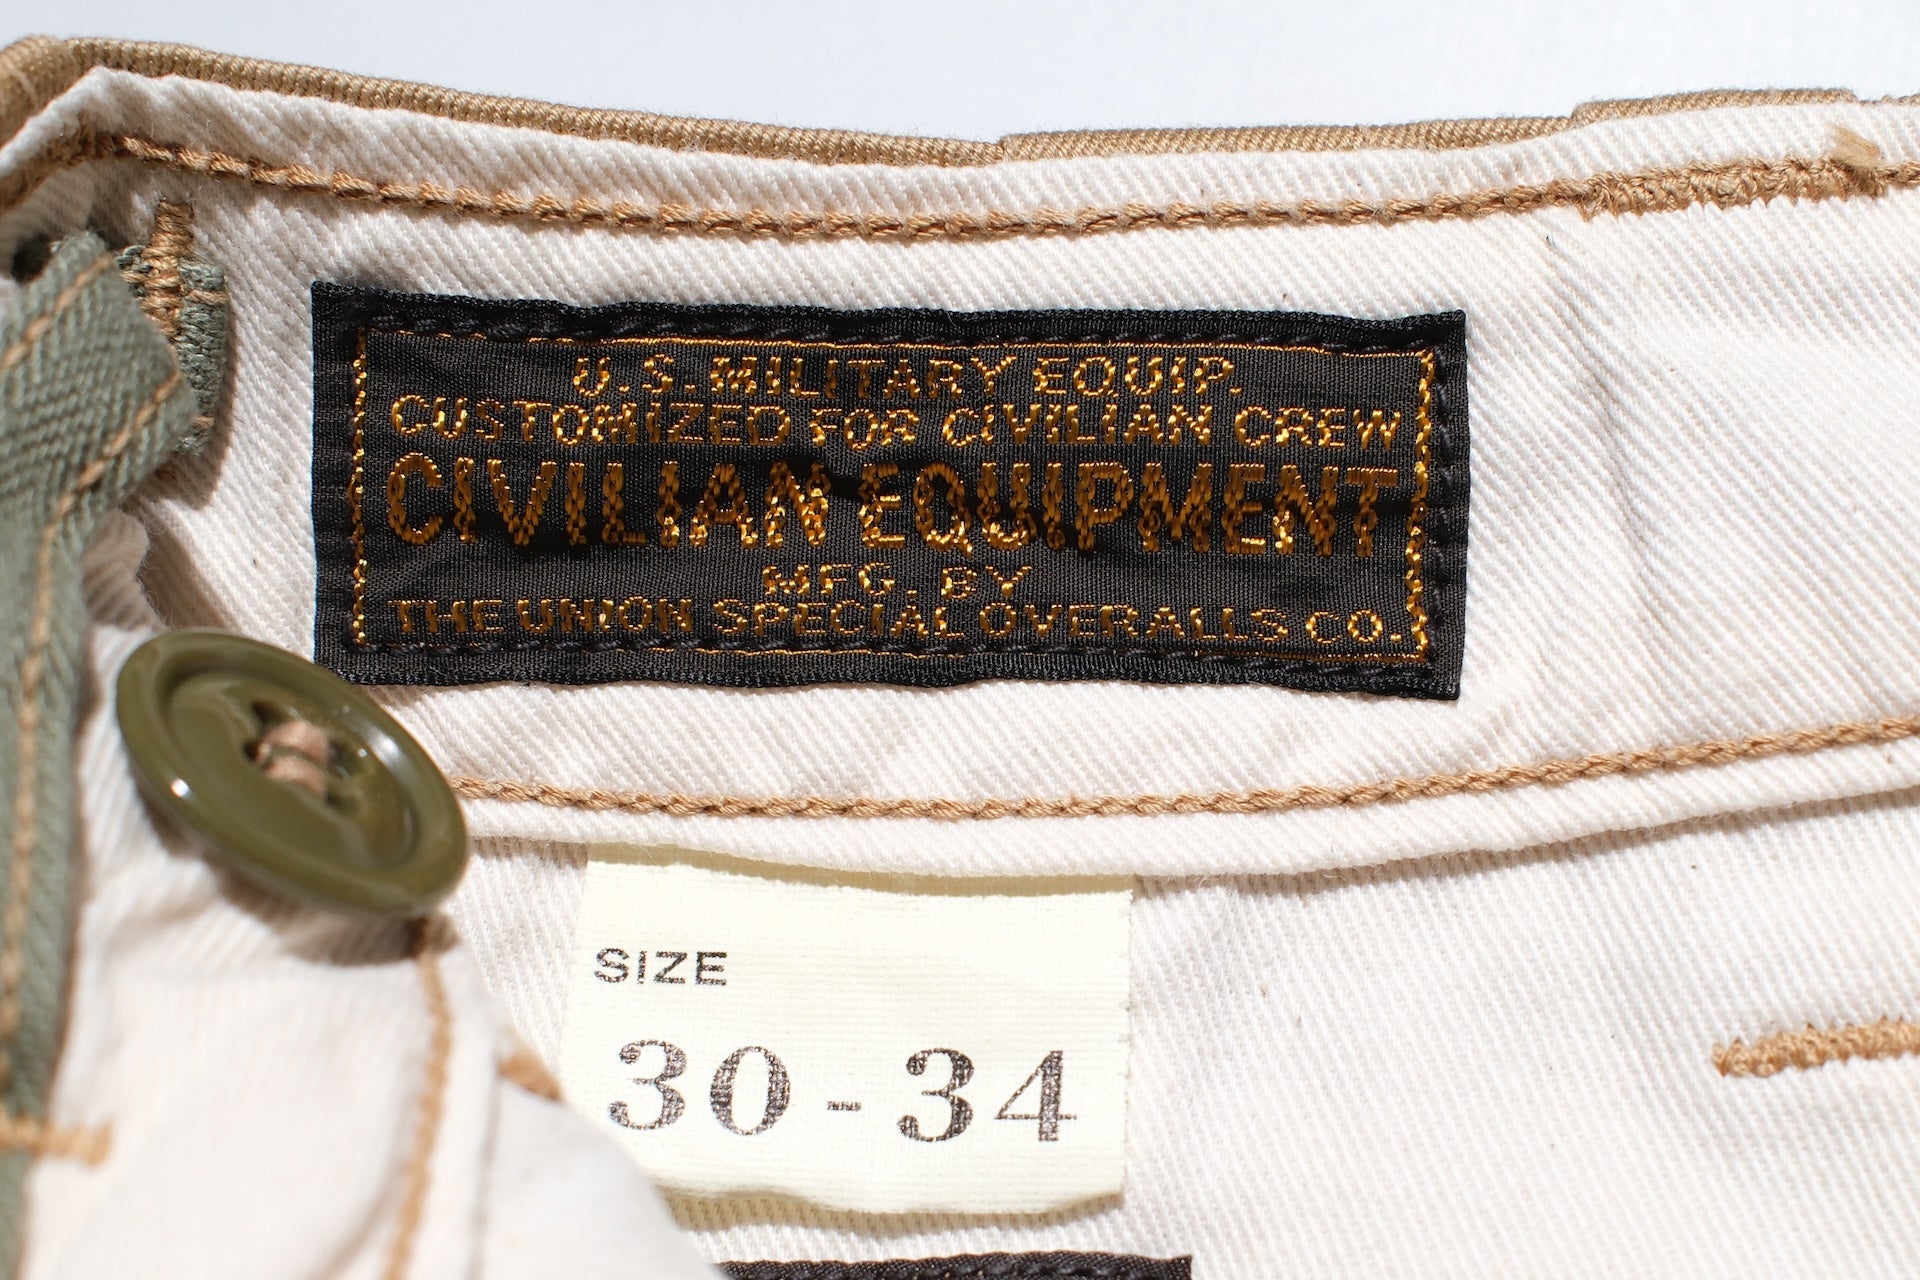 U.S. MILITARY EQUIP.
CUSTOMIZED FOR CIVILIAN CREW
CIVILIAN EQUIPMENT
MFG. BY
THE UNION SPECIAL OVERALLS CO.
SIZE
30 - 34